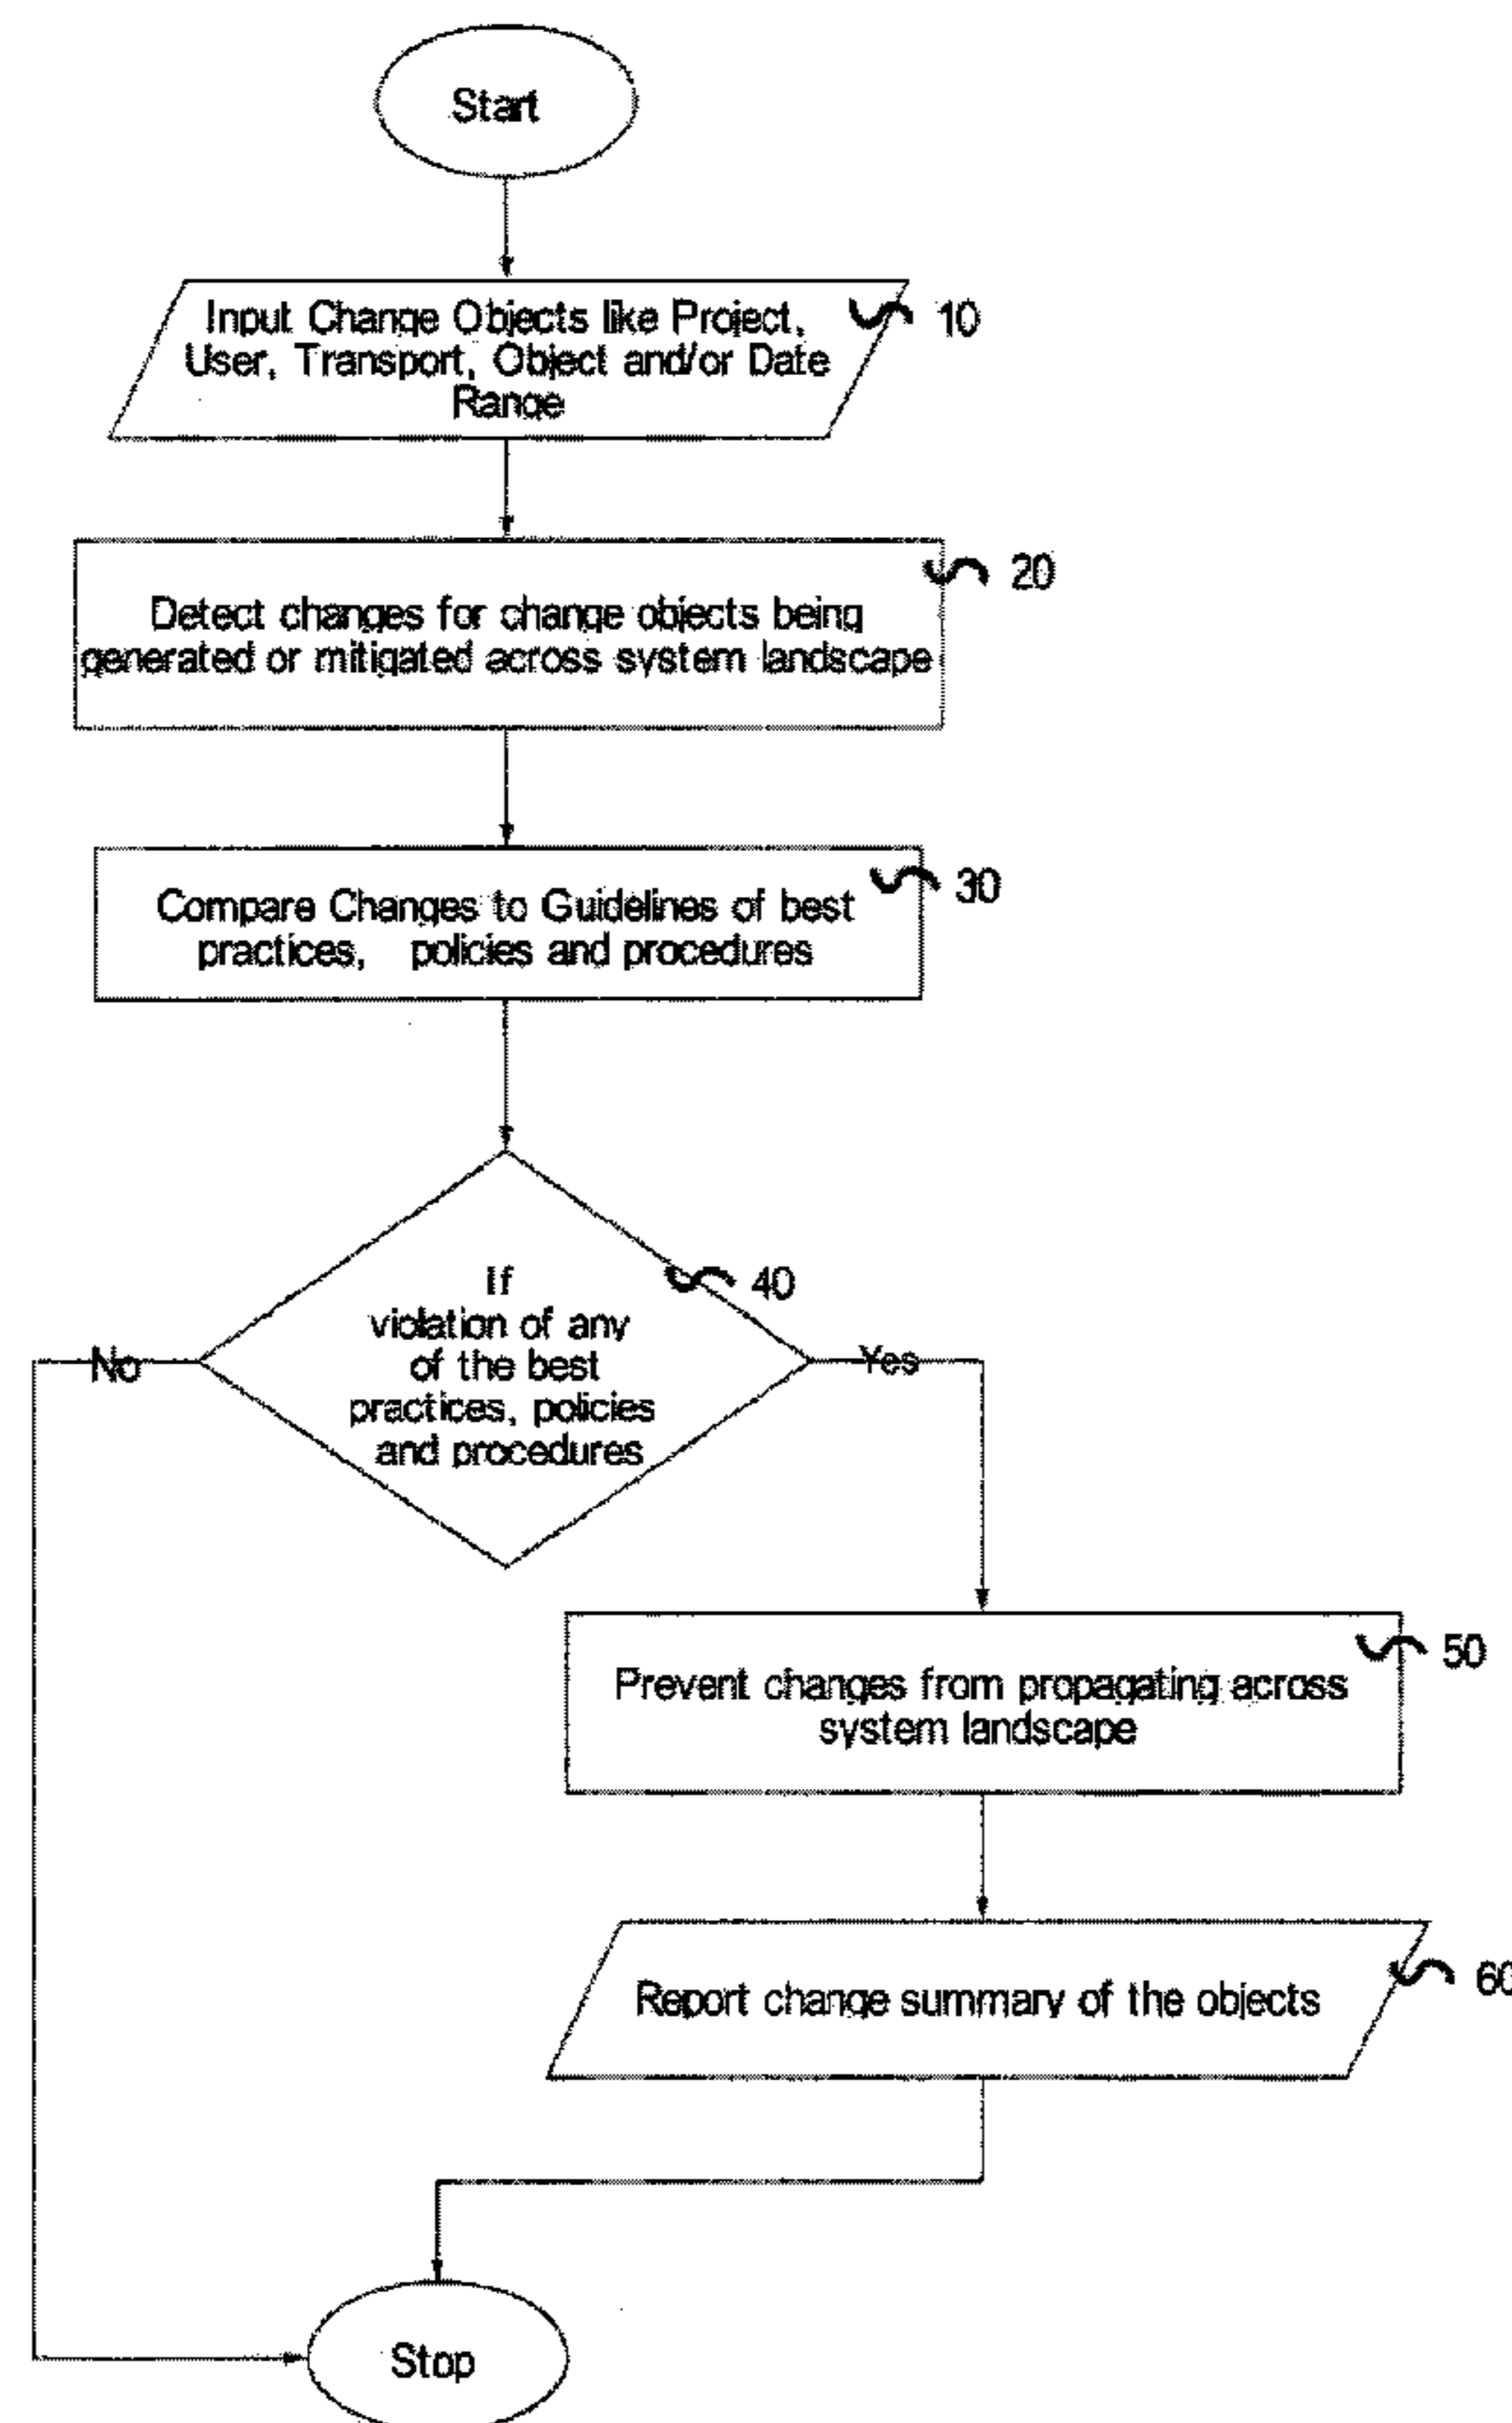 Start
Input Change Objects like Project,
User, Transport, Object and/or Date
Range
10
Detect changes for change objects being
generated or mitigated across system landscape
20
Compare Changes to Guidelines of best
practices, policies and procedures
30
If
violation of any
of the best
practices, policies
and procedures
40
No
Yes
Prevent changes from propagating across
system landscape
50
Report change summary of the objects
60
Stop